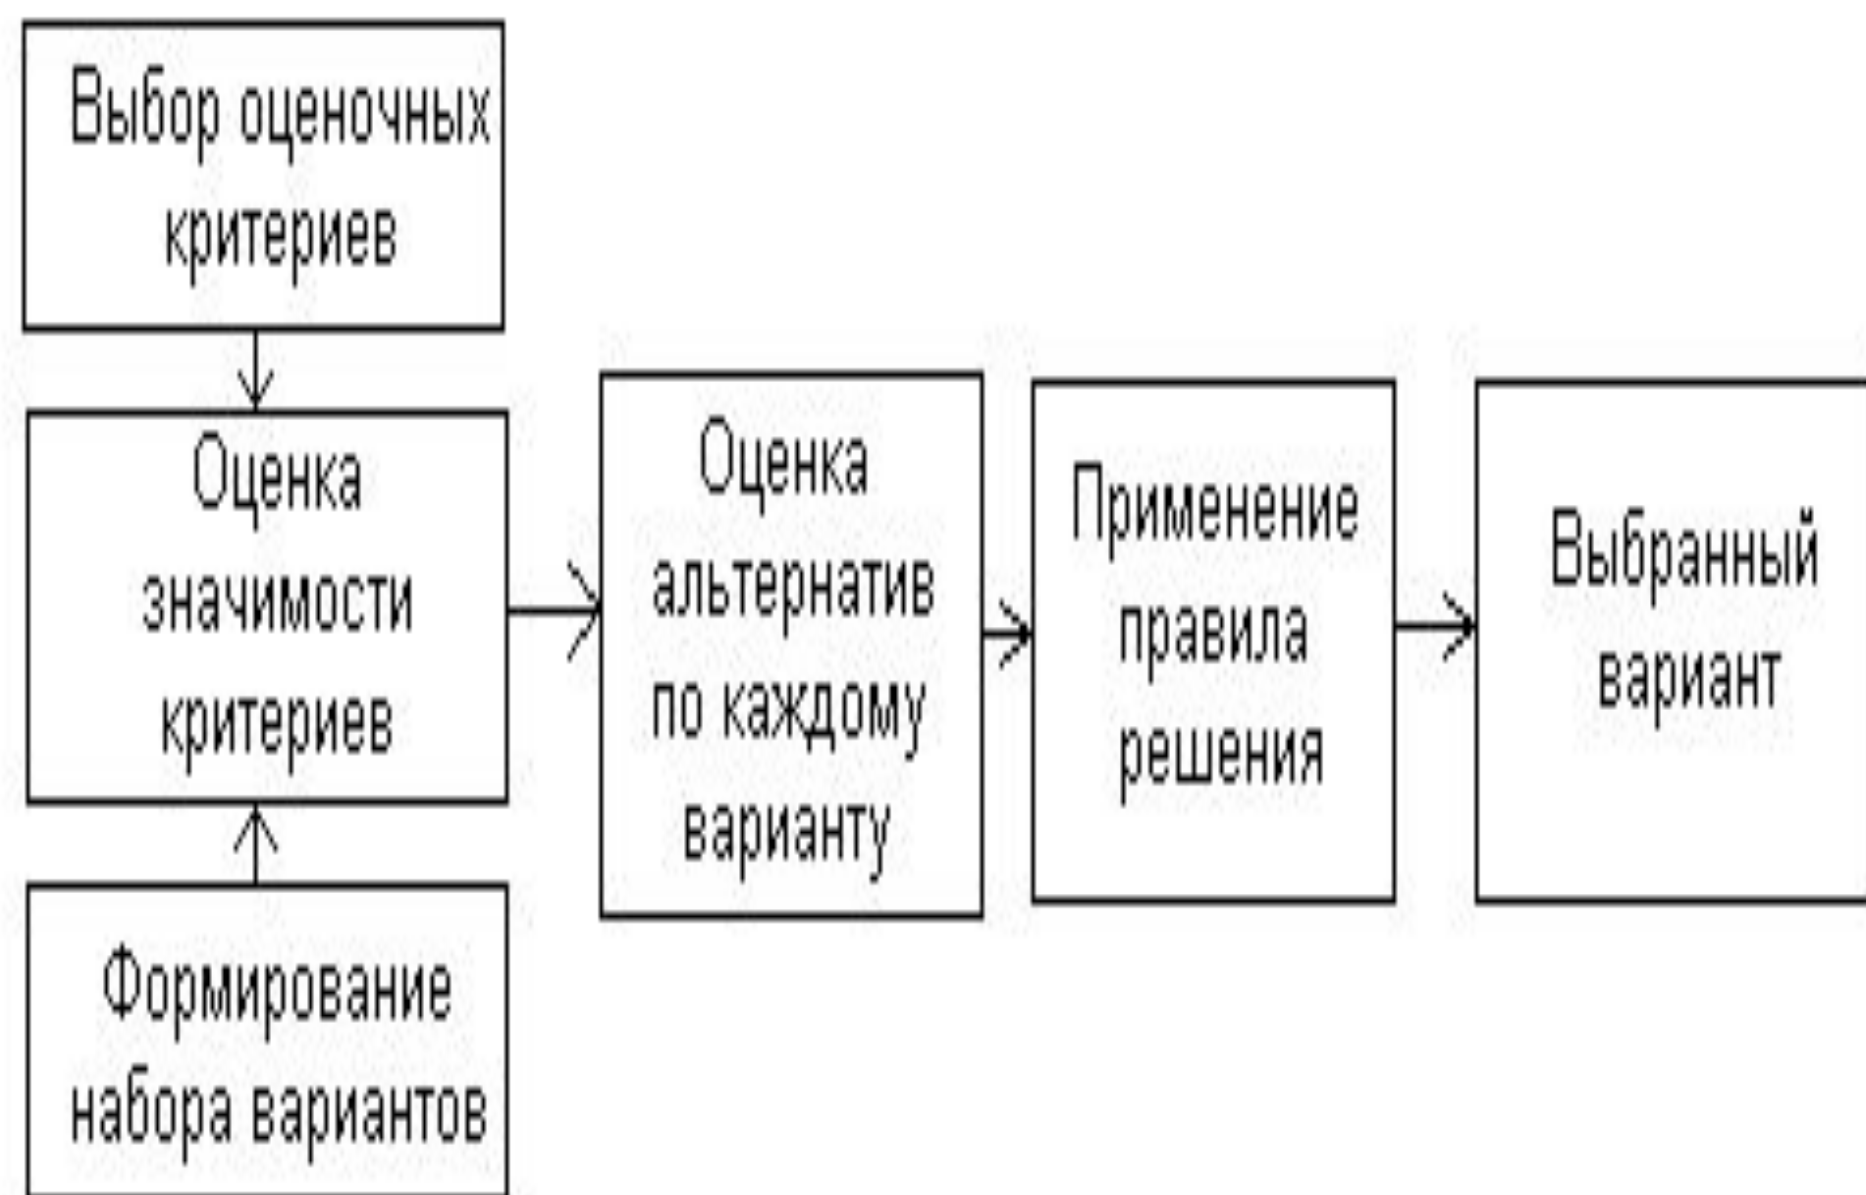 Выбор оценочных
критериев
Оценка
значимости
критериев
Формирование
набора вариантов
Оценка
альтернатив
по каждому
варианту
Применение
правила
решения
Выбранный
вариант